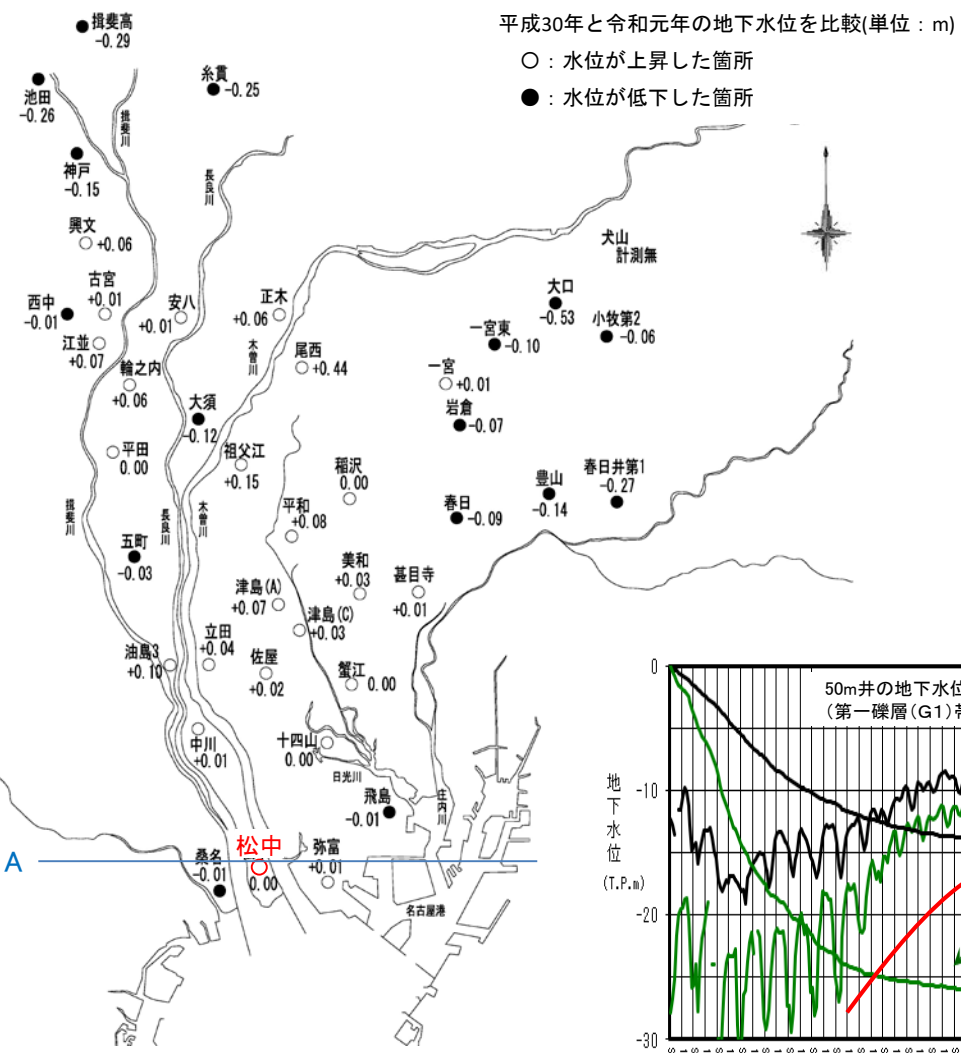 平成30年と令和元年の地下水位を比較(単位：m)
○：水位が上昇した箇所
●：水位が低下した箇所
揖斐高
-0.29
池田
-0.26
糸貫
-0.25
揖斐川
神戸
-0.15
長良川
興文
+0.06
犬山
計測無
古宮
+0.01
西中
-0.01
安八
+0.01
正木
+0.06
大口
-0.53
小牧第2
-0.06
江並
+0.07
一宮東
-0.10
木曽川
尾西
+0.44
輪之内
+0.06
一宮
+0.01
大須
-0.12
岩倉
-0.07
平田
0.00
祖父江
+0.15
稲沢
0.00
豊山
-0.14
春日井第1
-0.27
揖斐川
長良川
木曽川
平和
+0.08
春日
-0.09
五町
-0.03
美和
+0.03
甚目寺
+0.01
津島(A)
+0.07
津島(C)
+0.03
油島3
+0.10
立田
+0.04
佐屋
+0.02
蟹江
0.00
中川
+0.01
十四山
0.00
日光川
飛島
-0.01
庄内川
A
桑名
-0.01
松中
0.00
弥富
+0.01
名古屋港
50m井の地下水位
(第一礫層(G1)帯
地下水位
(T.P.m)
0
-10
-20
-30